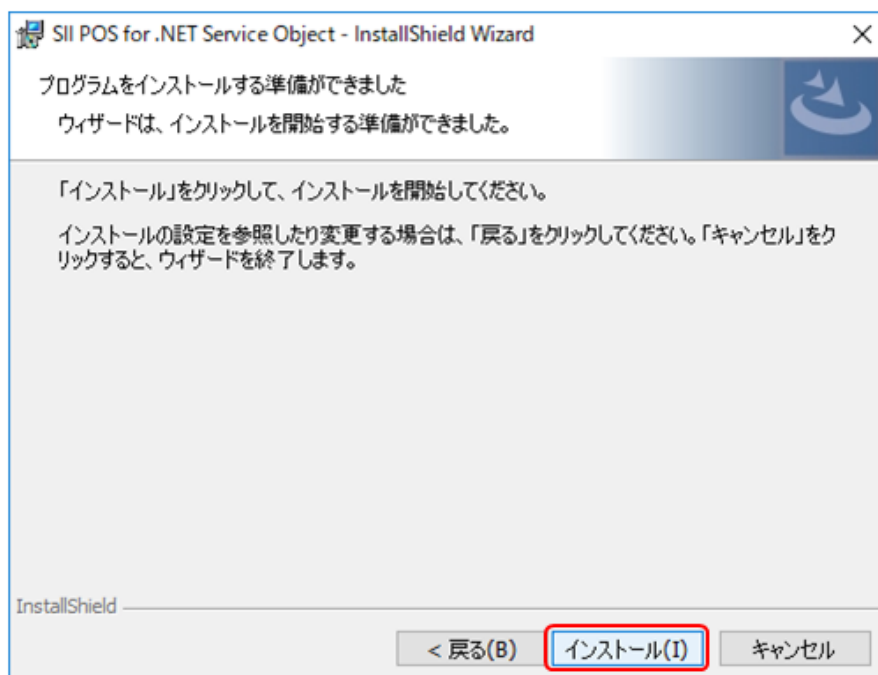 SII POS for .NET Service Object - InstallShield Wizard
プログラムをインストールする準備ができました
ウィザードは、インストールを開始する準備ができました。
「インストール」をクリックして、インストールを開始してください。
インストールの設定を参照したり変更する場合は、「戻る」をクリックしてください。「キャンセル」をク
リックすると、ウィザードを終了します。
InstallShield
< 戻る(B) インストール(I) キャンセル